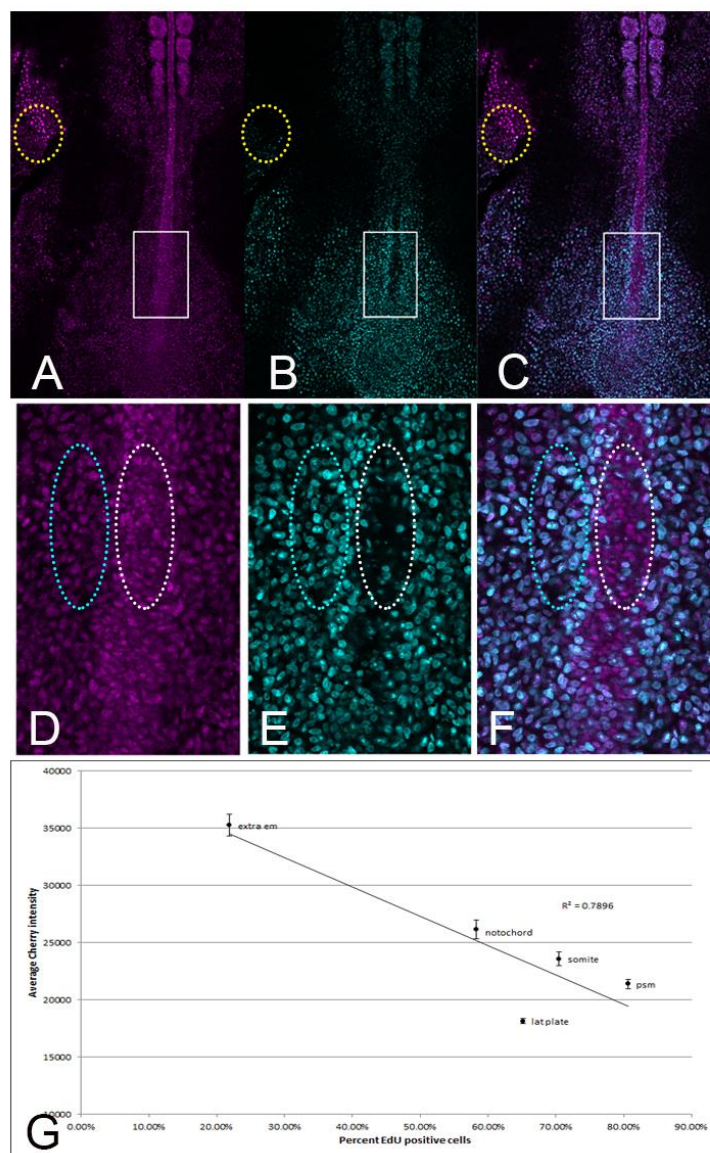 A
B
C
D
E
F
40000
35000
30000
25000
20000
15000
10000
Average Cherry intensity
extra em
notochord
R² = 0.7896
somite
psm
lat plate
0.00% 10.00% 20.00% 30.00% 40.00% 50.00% 60.00% 70.00% 80.00% 90.00%
Percent EdU positive cells
G